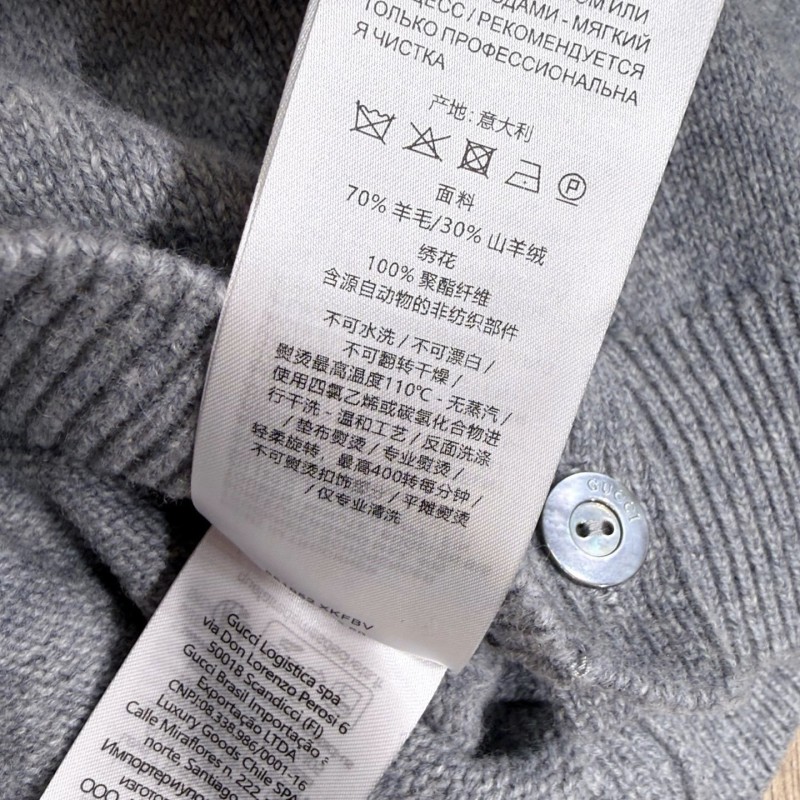 ОМ ИЛИ
ЦЕСС / РЕКОМЕНДУЕТСЯ
ОДАМИ - МЯГКИЙ
ТОЛЬКО ПРОФЕССИОНАЛЬНА
Я ЧИСТКА
产地: 意大利
P
面料
70% 羊毛/30% 山羊绒
绣花
100% 聚酯纤维
含源自动物的非纺织部件
不可水洗 / 不可漂白 /
不可翻转干燥 /
熨烫最高温度110℃ - 无蒸汽 /
使用四氯乙烯或碳氢化合物进
行干洗 - 温和工艺 / 反面洗涤
/ 垫布熨烫 / 专业熨烫 /
轻柔旋转，最高400转每分钟 /
不可熨烫扣饰部分 / 平摊熨烫
/ 仅专业清洗
GUCCI
XKFBV
Gucci Logistica spa
via Don Lorenzo Perosi 6
50018 Scandicci (FI)
Gucci Brasil Importação e
Exportação LTDA
CNPJ:08.338.986/0001-16
Luxury Goods Chile SPA
Calle Miraflores n. 222,
norte, Santiago
Импортер
изготов
ООО